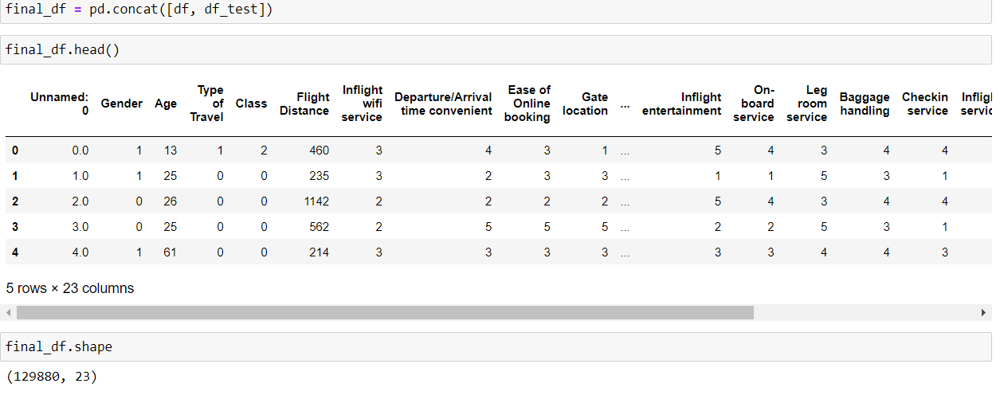 final_df = pd.concat([df, df_test])
final_df.head()
Unnamed: 0 Gender Age Type of Travel Class Flight Distance Inflight wifi service Departure/Arrival time convenient Ease of Online booking Gate location ... Inflight entertainment On-board service Leg room service Baggage handling Checkin service
0 0.0 1 13 1 2 460 3 4 3 1 ... 5 4 3 4 4
1 1.0 1 25 0 0 235 3 2 3 3 ... 1 1 5 3 1
2 2.0 0 26 0 0 1142 2 2 2 2 ... 5 4 3 4 4
3 3.0 0 25 0 0 562 2 5 5 5 ... 2 2 5 3 1
4 4.0 1 61 0 0 214 3 3 3 3 ... 3 3 4 4 3
5 rows × 23 columns
final_df.shape
(129880, 23)